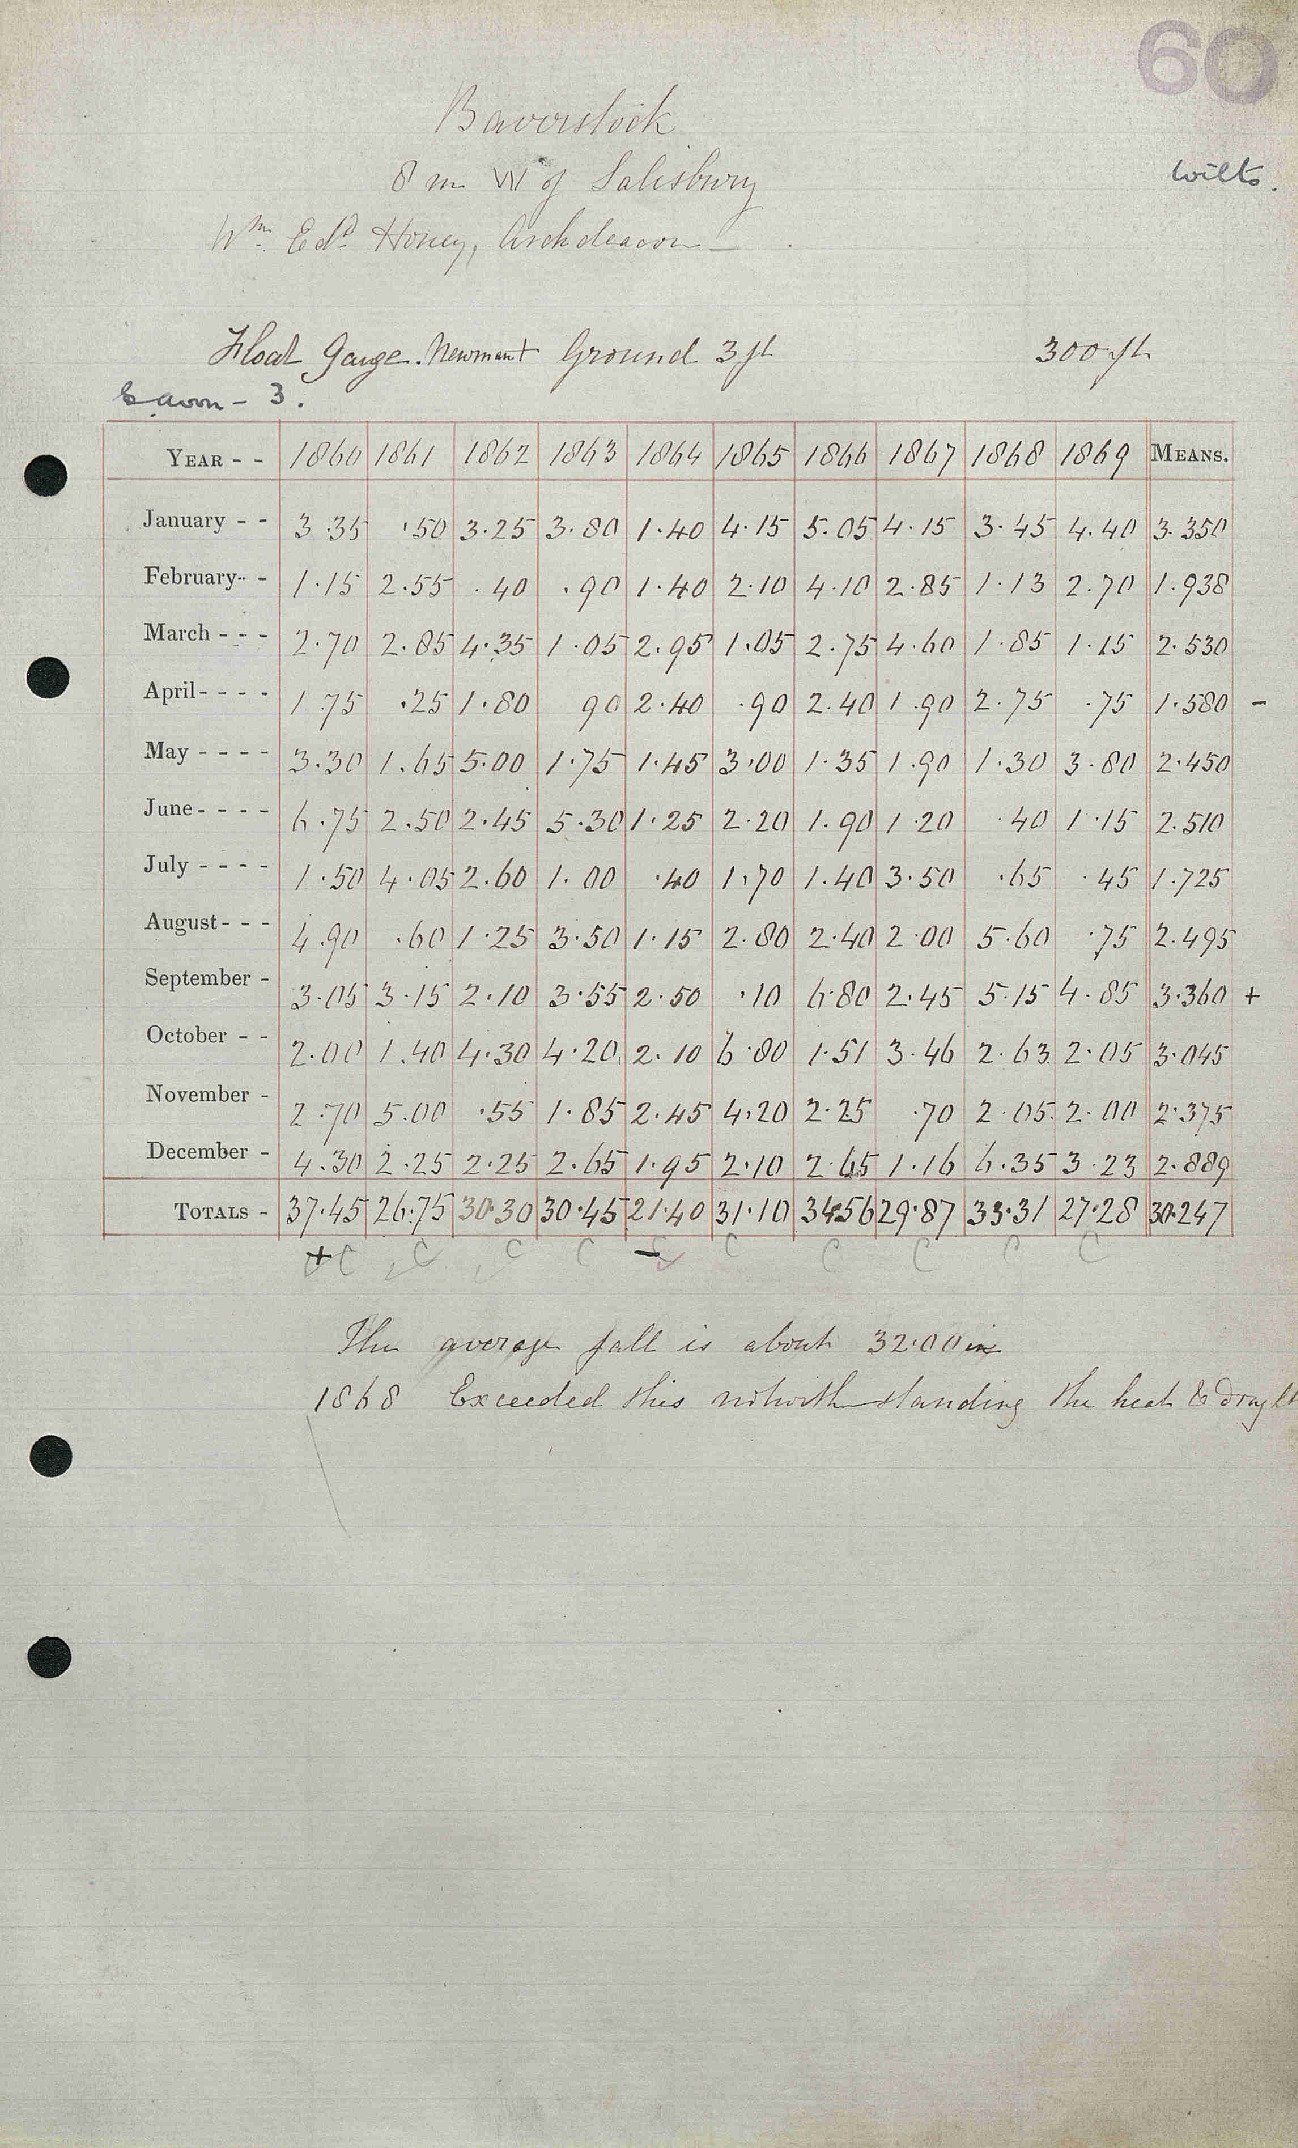 60
Baverstock
Wilts.
8 m W of Salisbury
Wm. Edd. Honey, Archdeacon
Float Gauge. Newman's Ground 3 ft 300 ft
E Avon - 3.
YEAR - - 1860 1861 1862 1863 1864 1865 1866 1867 1868 1869 MEANS.
January - - 3.35 .50 3.25 3.80 1.40 4.15 5.05 4.15 3.45 4.40 3.350
February - - 1.15 2.55 .40 .90 1.40 2.10 4.10 2.85 1.13 2.70 1.938
March - - - 2.70 2.85 4.35 1.05 2.95 1.05 2.75 4.60 1.85 1.15 2.530
April - - - - 1.75 .25 1.80 90 2.40 .90 2.40 1.90 2.75 .75 1.580 -
May - - - - 3.30 1.65 5.00 1.75 1.45 3.00 1.35 1.90 1.30 3.80 2.450
June - - - - 6.75 2.50 2.45 5.30 1.25 2.20 1.90 1.20 .40 1.15 2.510
July - - - - 1.50 4.05 2.60 1.00 .40 1.70 1.40 3.50 .65 .45 1.725
August - - - 4.90 .60 1.25 3.50 1.15 2.80 2.40 2.00 5.60 .75 2.495
September - 3.05 3.15 2.10 3.55 2.50 .10 6.80 2.45 5.15 4.85 3.360 +
October - - 2.00 1.40 4.30 4.20 2.10 6.80 1.51 3.46 2.63 2.05 3.045
November - 2.70 5.00 .55 1.85 2.45 4.20 2.25 .70 2.05 2.00 2.375
December - 4.30 2.25 2.25 2.65 1.95 2.10 2.65 1.16 6.35 3.23 2.889
TOTALS - 37.45 26.75 30.30 30.45 21.40 31.10 34.56 29.87 33.31 27.28 30.247
+ C C C C - C C C C C
The average fall is about 32.00 in
1868 Exceeded this notwithstanding the heat &